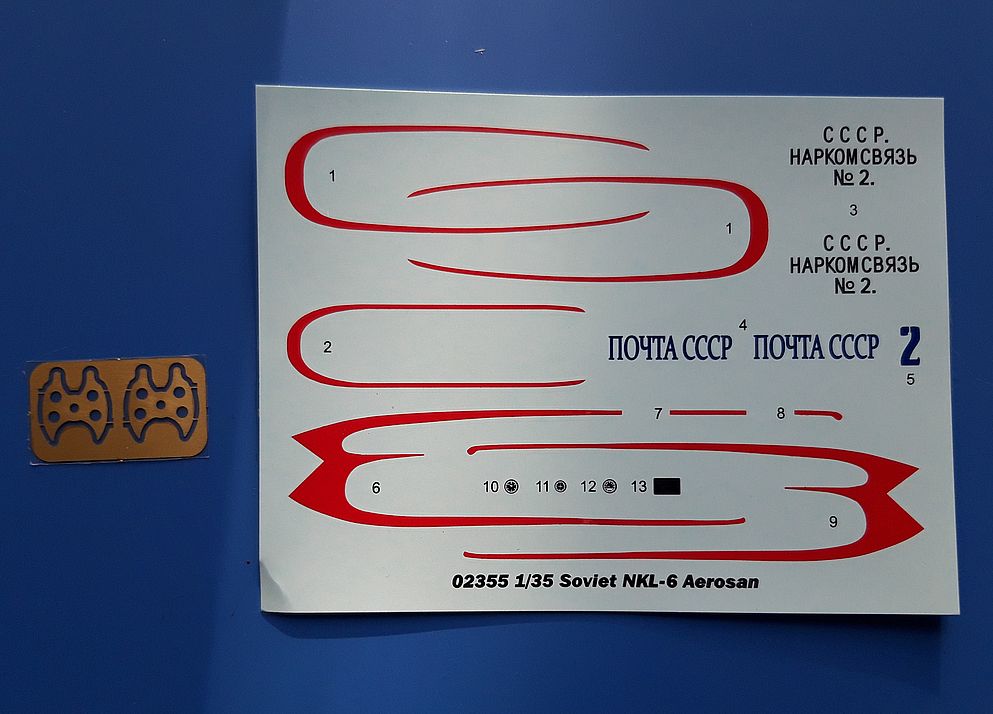 1
С С С Р.
НАРКОМСВЯЗЬ
№ 2.
3
1
С С С Р.
НАРКОМСВЯЗЬ
№ 2.
2
4
ПОЧТА СССР ПОЧТА СССР 2
5
7 8
6 10 11 12 13
9
02355 1/35 Soviet NKL-6 Aerosan